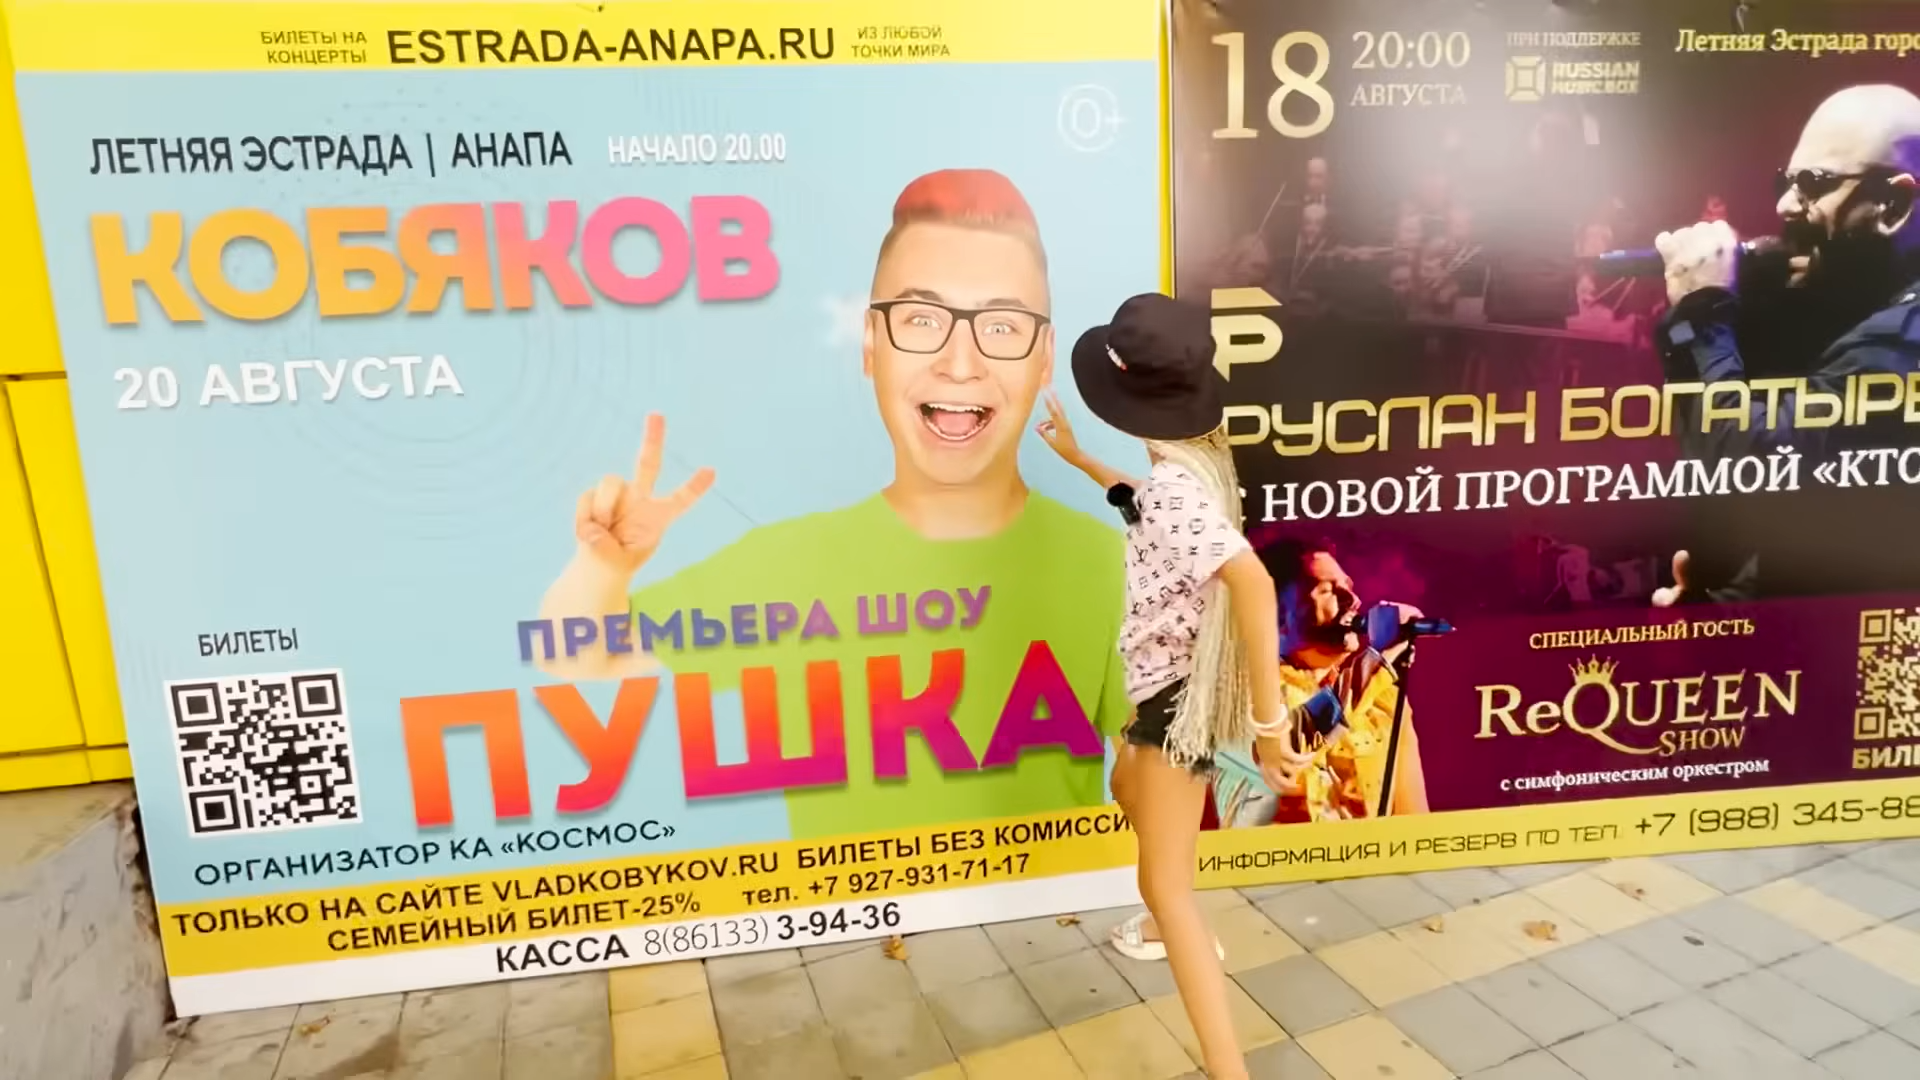 БИЛЕТЫ НА
КОНЦЕРТЫ
ESTRADA-ANAPA.RU
ИЗ ЛЮБОЙ
ТОЧКИ МИРА
ЛЕТНЯЯ ЭСТРАДА | АНАПА НАЧАЛО 20.00
0+
КОБЯКОВ
20 АВГУСТА
БИЛЕТЫ
ПРЕМЬЕРА ШОУ
ПУШКА
ОРГАНИЗАТОР КА «КОСМОС»
ТОЛЬКО НА САЙТЕ VLADKOBYKOV.RU БИЛЕТЫ БЕЗ КОМИССИ
СЕМЕЙНЫЙ БИЛЕТ-25% тел. +7 927-931-71-17
КАССА 8(86133) 3-94-36
18 20:00
АВГУСТА
ПРИ ПОДДЕРЖКЕ
RUSSIAN
MUSICBOX
Летняя Эстрада горо
РУСЛАН БОГАТЫРЕ
С НОВОЙ ПРОГРАММОЙ «КТО
СПЕЦИАЛЬНЫЙ ГОСТЬ
ReQUEEN
SHOW
с симфоническим оркестром
БИЛЕ
ИНФОРМАЦИЯ И РЕЗЕРВ ПО ТЕЛ. +7 (988) 345-88